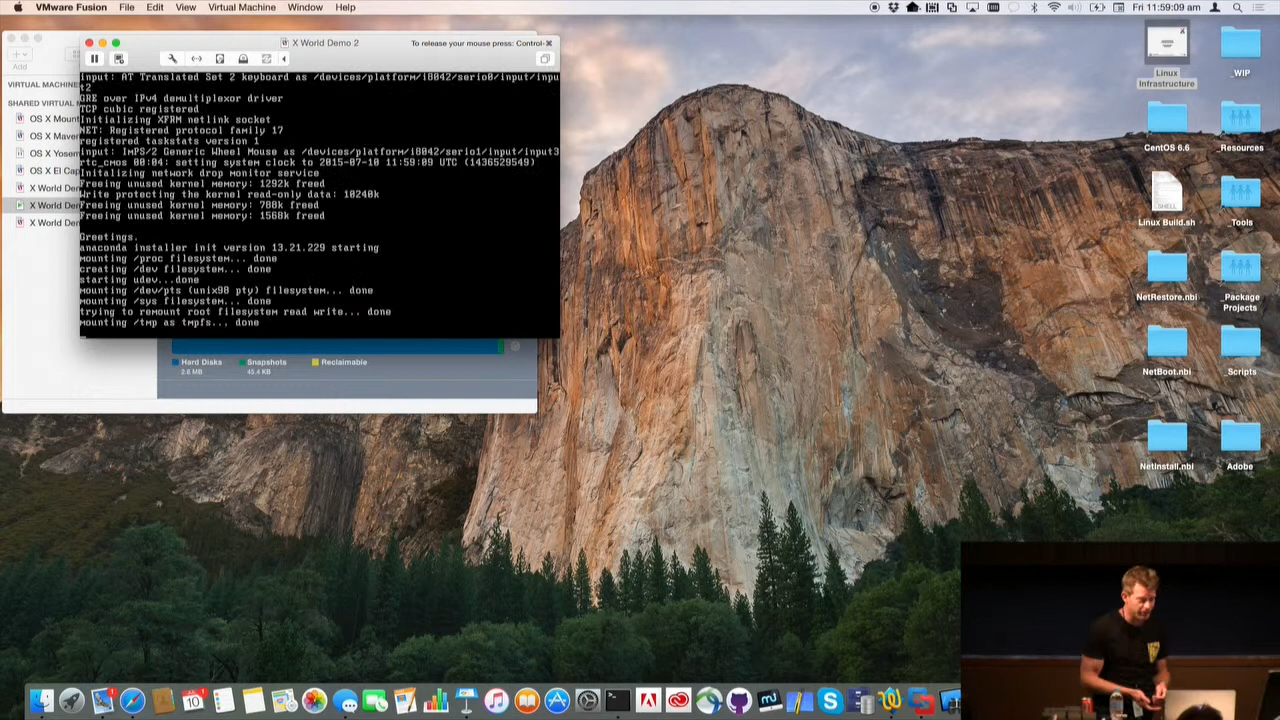 VMware Fusion File Edit View Virtual Machine Window Help
Fri 11:59:09 am
X World Demo 2
To release your mouse press: Control-⌘
Add
VIRTUAL MACHINE
SHARED VIRTUAL M
OS X Mount
OS X Maver
OS X Yosem
OS X El Cap
X World Dem
X World Dem
X World Dem
input: AT Translated Set 2 keyboard as /devices/platform/i8042/serio0/input/inpu
t2
GRE over IPv4 demultiplexor driver
TCP cubic registered
Initializing XFRM netlink socket
NET: Registered protocol family 17
registered taskstats version 1
input: ImPS/2 Generic Wheel Mouse as /devices/platform/i8042/serio1/input/input3
rtc_cmos 00:04: setting system clock to 2015-07-10 11:59:09 UTC (1436529549)
Initalizing network drop monitor service
Freeing unused kernel memory: 1292k freed
Write protecting the kernel read-only data: 10240k
Freeing unused kernel memory: 788k freed
Freeing unused kernel memory: 1568k freed
Greetings.
anaconda installer init version 13.21.229 starting
mounting /proc filesystem... done
creating /dev filesystem... done
starting udev...done
mounting /dev/pts (unix98 pty) filesystem... done
mounting /sys filesystem... done
trying to remount root filesystem read write... done
mounting /tmp as tmpfs... done
Hard Disks
2.6 MB
Snapshots
45.4 KB
Reclaimable
Linux
Infrastructure
_WIP
CentOS 6.6
_Resources
SHELL
Linux Build.sh
_Tools
NetRestore.nbi
_Package
Projects
NetBoot.nbi
_Scripts
NetInstall.nbi
Adobe
10